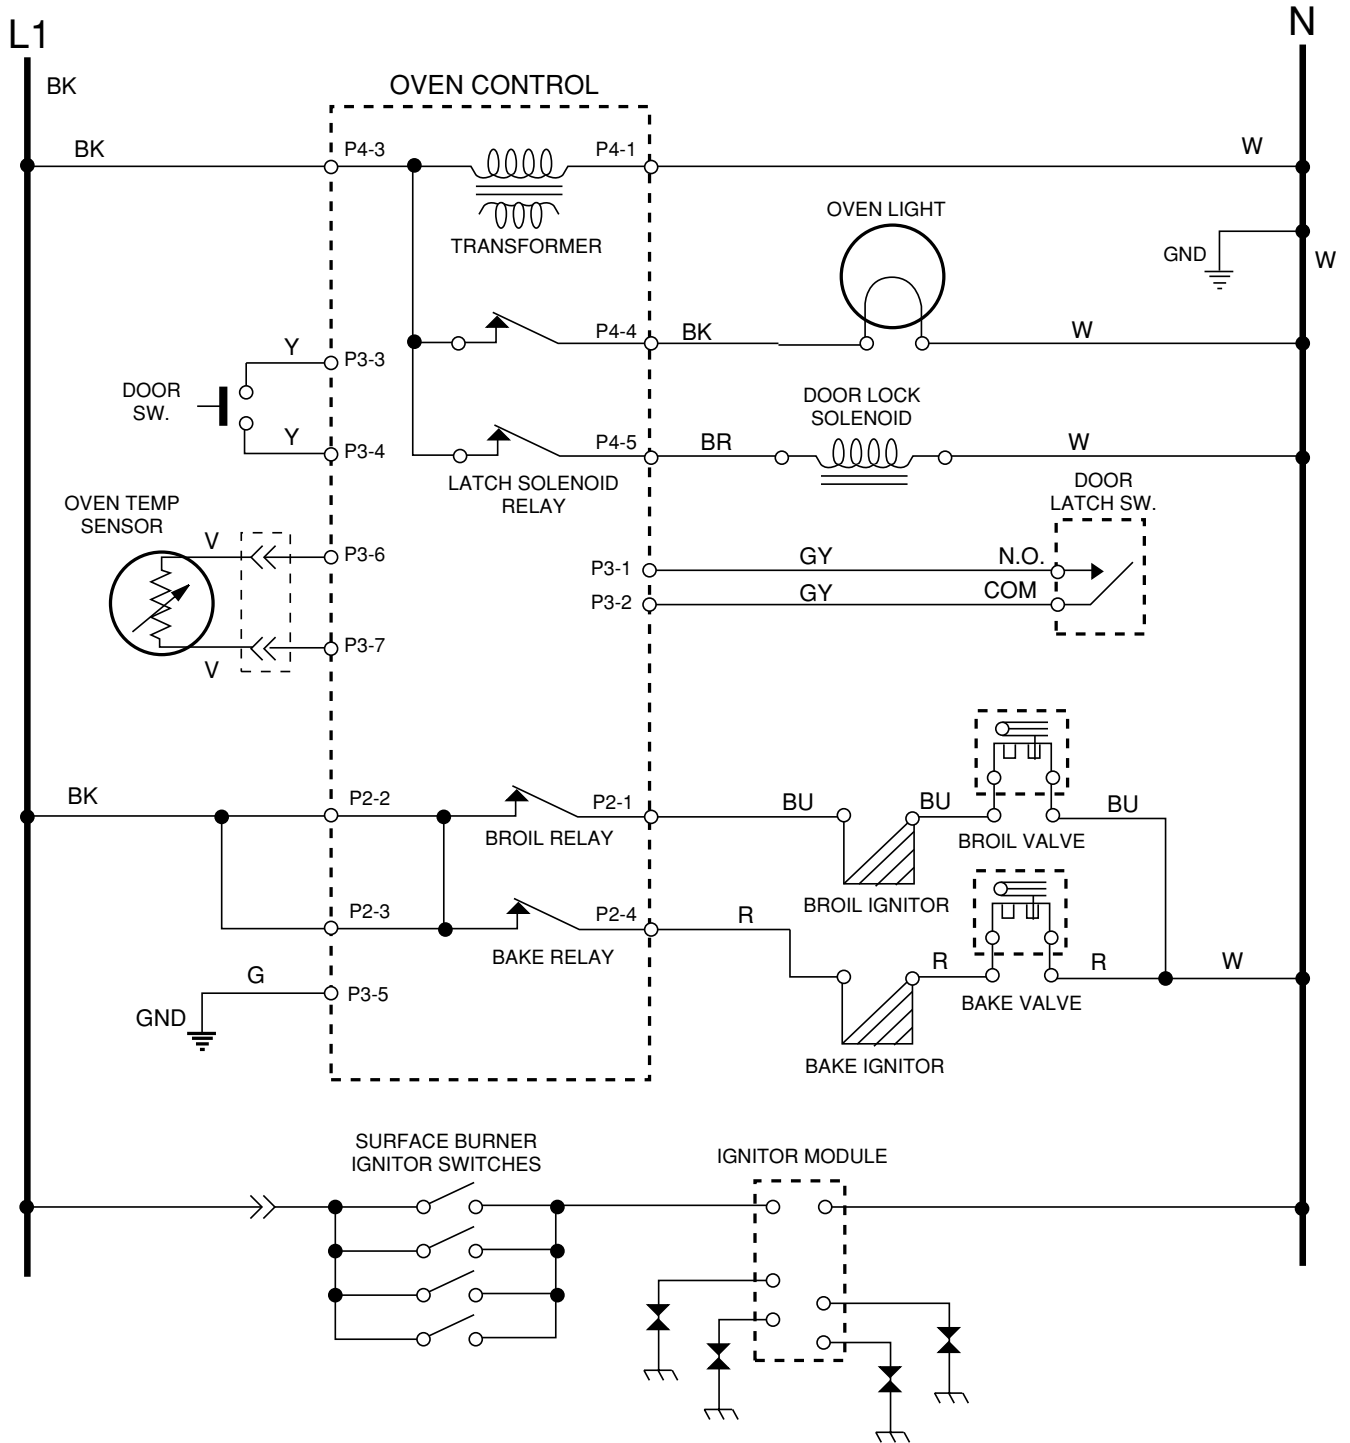 L1
N
BK
OVEN CONTROL
BK
P4-3
P4-1
W
OVEN LIGHT
TRANSFORMER
GND
W
P4-4
BK
W
Y
P3-3
DOOR
SW.
DOOR LOCK
SOLENOID
Y
P3-4
P4-5
BR
W
LATCH SOLENOID
RELAY
DOOR
LATCH SW.
OVEN TEMP
SENSOR
V
P3-6
P3-1
GY
N.O.
P3-2
GY
COM
P3-7
V
BK
P2-2
P2-1
BU
BU
BU
BROIL RELAY
BROIL VALVE
P2-3
P2-4
R
BROIL IGNITOR
BAKE RELAY
R
R
W
G
P3-5
BAKE VALVE
GND
BAKE IGNITOR
SURFACE BURNER
IGNITOR SWITCHES
IGNITOR MODULE